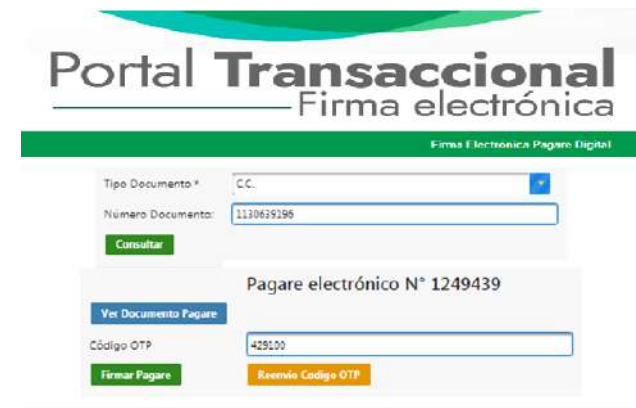 Portal Transaccional
Firma electrónica
Firma Electronica Pagare Digital
Tipo Documento:* C.C.
Número Documento: 1130639196
Consultar
Pagare electrónico N° 1249439
Ver Documento Pagare
Código OTP 429100
Firmar Pagare Reenvio Codigo OTP